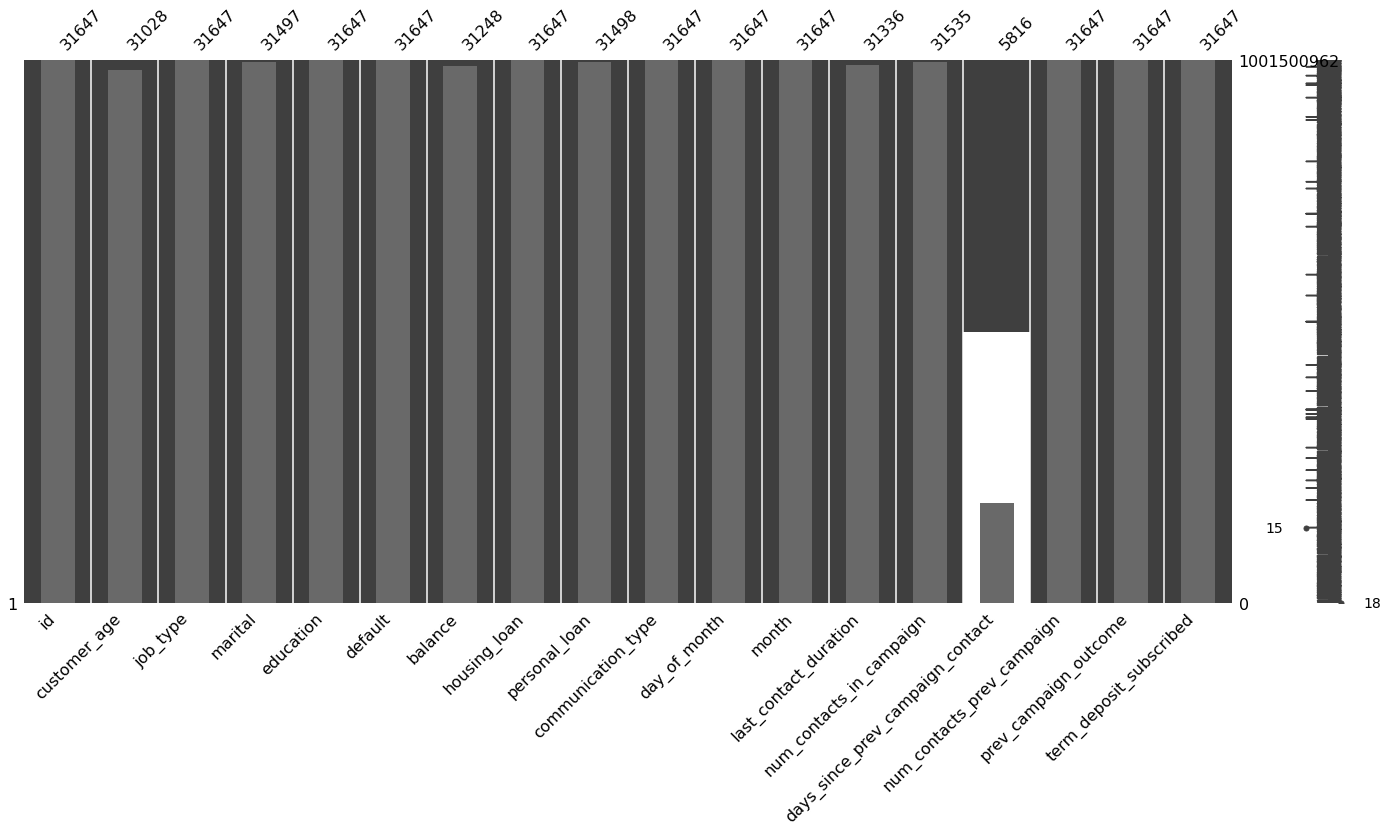 31647 31028 31647 31497 31647 31647 31248 31647 31498 31647 31647 31647 31336 31535 5816 31647 31647 31647
1001500962
15
1
0
18
id
customer_age
job_type
marital
education
default
balance
housing_loan
personal_loan
communication_type
day_of_month
month
last_contact_duration
num_contacts_in_campaign
days_since_prev_campaign_contact
num_contacts_prev_campaign
prev_campaign_outcome
term_deposit_subscribed